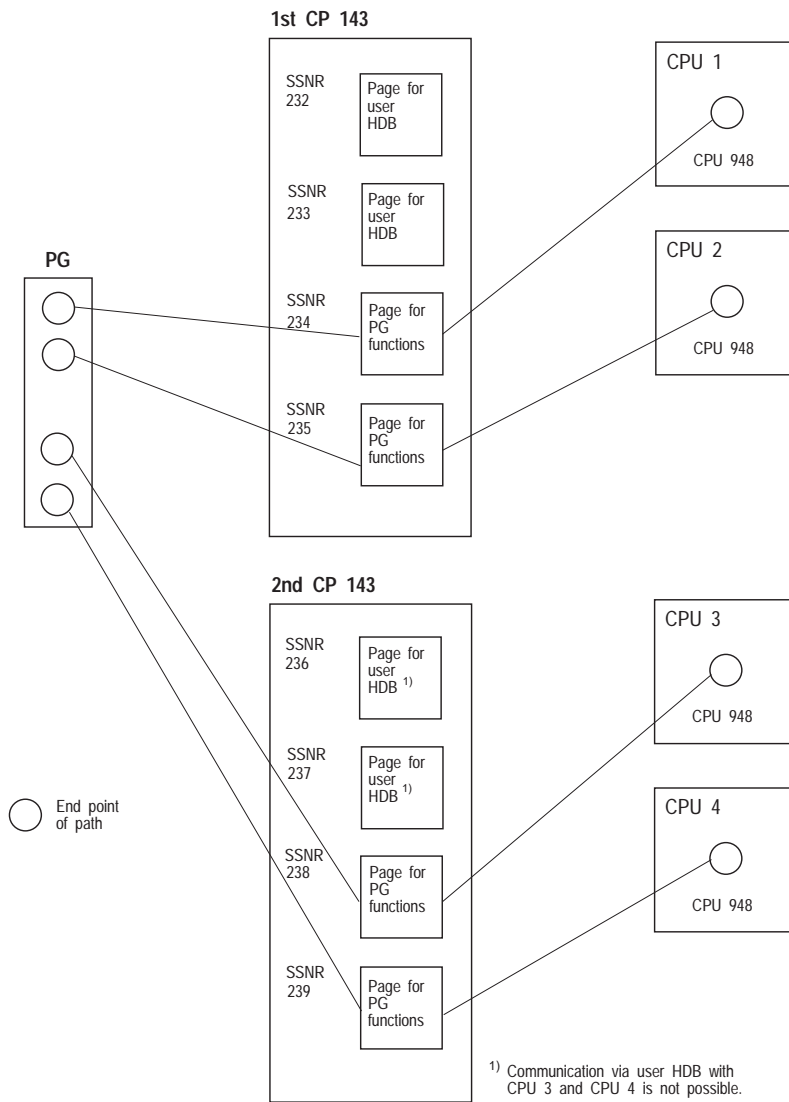 1st CP 143
SSNR
232
Page for
user
HDB
SSNR
233
Page for
user
HDB
SSNR
234
Page for
PG
functions
SSNR
235
Page for
PG
functions
CPU 1
CPU 948
CPU 2
CPU 948
PG
2nd CP 143
SSNR
236
Page for
user
HDB 1)
SSNR
237
Page for
user
HDB 1)
SSNR
238
Page for
PG
functions
SSNR
239
Page for
PG
functions
CPU 3
CPU 948
CPU 4
CPU 948
End point
of path
1) Communication via user HDB with
CPU 3 and CPU 4 is not possible.